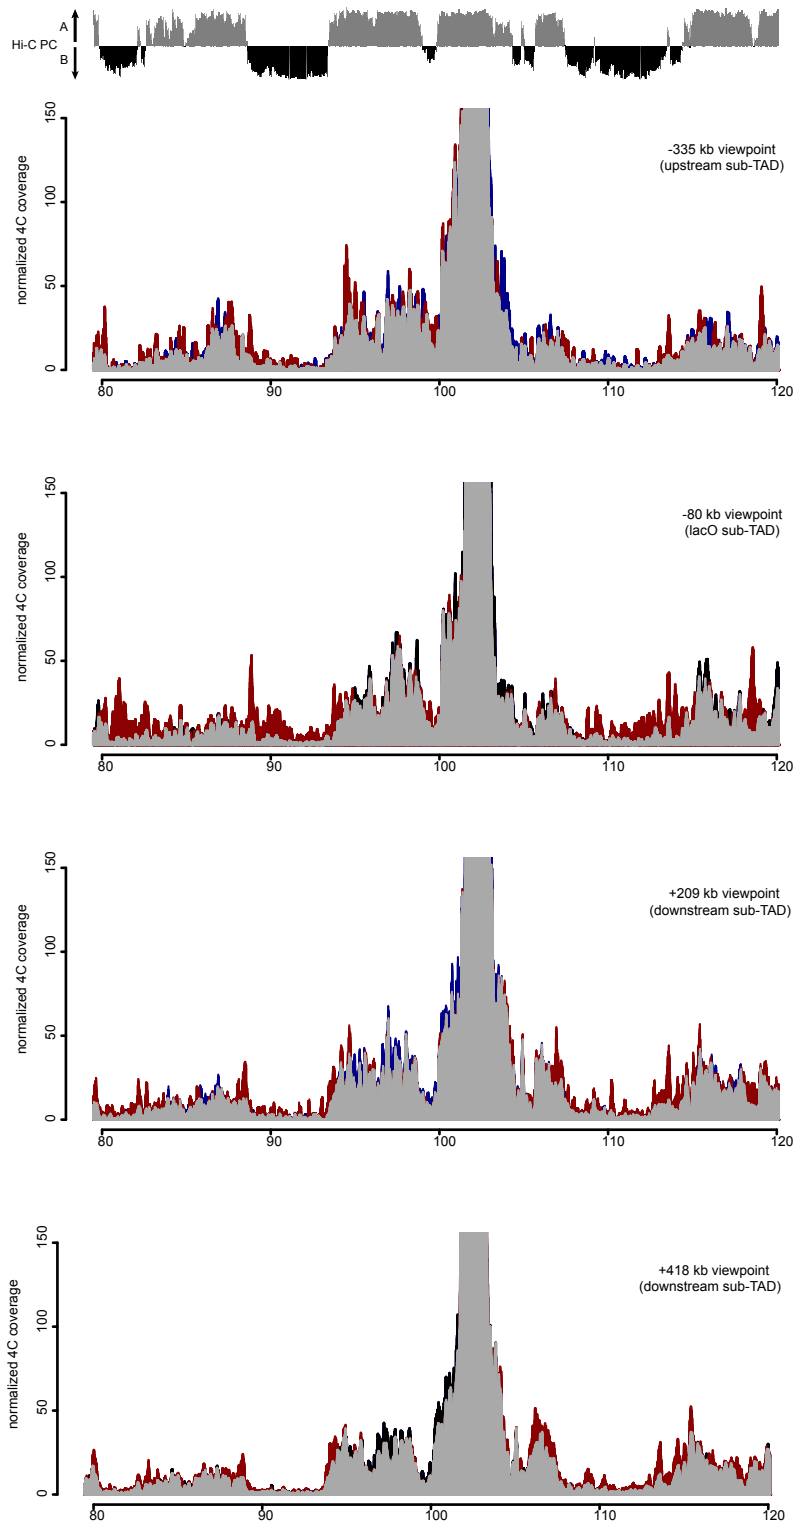 A
Hi-C PC
B
150
100
50
0
normalized 4C coverage
-335 kb viewpoint
(upstream sub-TAD)
80 90 100 110 120
150
100
50
0
normalized 4C coverage
-80 kb viewpoint
(lacO sub-TAD)
80 90 100 110 120
150
100
50
0
normalized 4C coverage
+209 kb viewpoint
(downstream sub-TAD)
80 90 100 110 120
150
100
50
0
normalized 4C coverage
+418 kb viewpoint
(downstream sub-TAD)
80 90 100 110 120